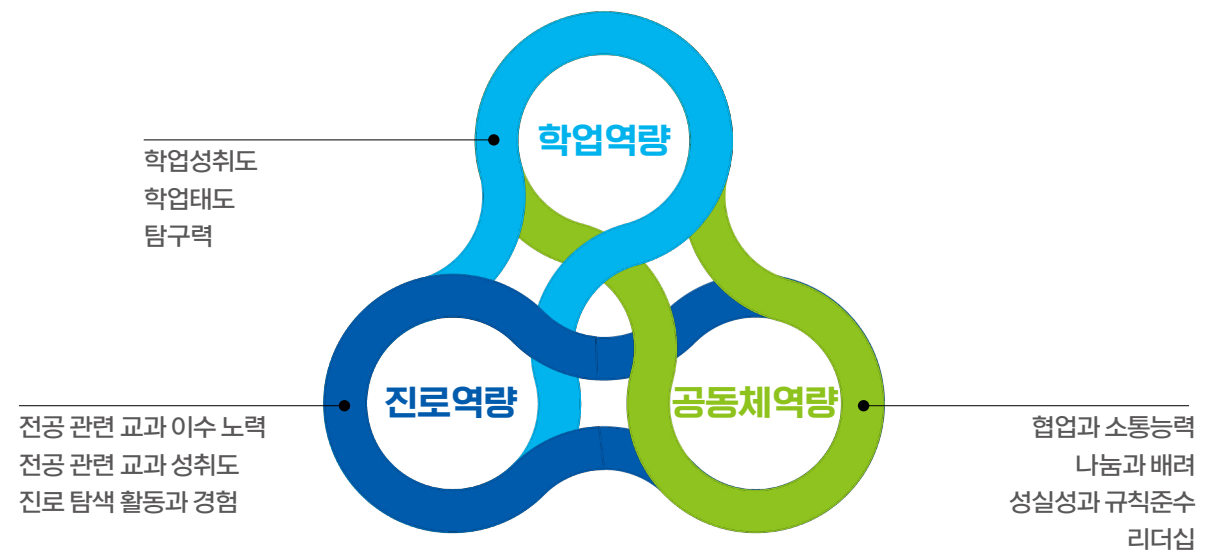 학업역량
학업성취도
학업태도
탐구력
진로역량
전공 관련 교과 이수 노력
전공 관련 교과 성취도
진로 탐색 활동과 경험
공동체역량
협업과 소통능력
나눔과 배려
성실성과 규칙준수
리더십